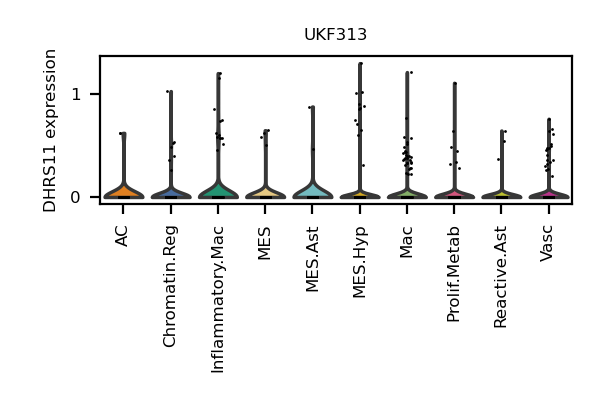 UKF313
DHRS11 expression
1
0
AC
Chromatin.Reg
Inflammatory.Mac
MES
MES.Ast
MES.Hyp
Mac
Prolif.Metab
Reactive.Ast
Vasc